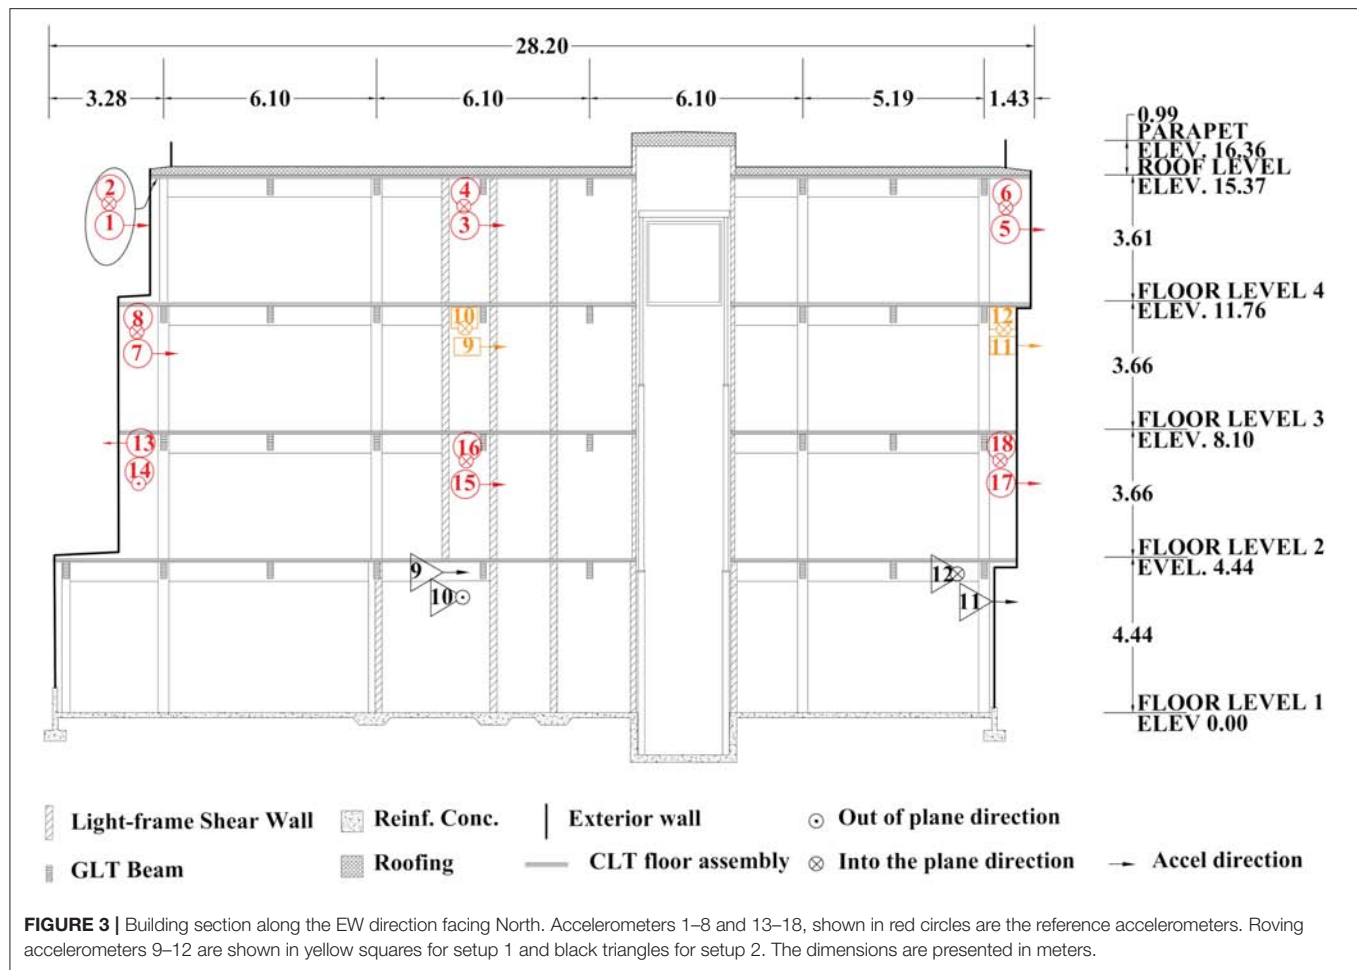 28.20
3.28 6.10 6.10 6.10 5.19 1.43
0.99
PARAPET
ELEV. 16.36
ROOF LEVEL
ELEV. 15.37
2 4 6
1 3 5
3.61
FLOOR LEVEL 4
ELEV. 11.76
8 10 12
7 9 11
3.66
FLOOR LEVEL 3
ELEV. 8.10
13 16 18
14 15 17
3.66
FLOOR LEVEL 2
EVEL. 4.44
9 12
10 11
4.44
FLOOR LEVEL 1
ELEV 0.00
Light-frame Shear Wall Reinf. Conc. Exterior wall Out of plane direction
GLT Beam Roofing CLT floor assembly Into the plane direction Accel direction
FIGURE 3 | Building section along the EW direction facing North. Accelerometers 1–8 and 13–18, shown in red circles are the reference accelerometers. Roving
accelerometers 9–12 are shown in yellow squares for setup 1 and black triangles for setup 2. The dimensions are presented in meters.